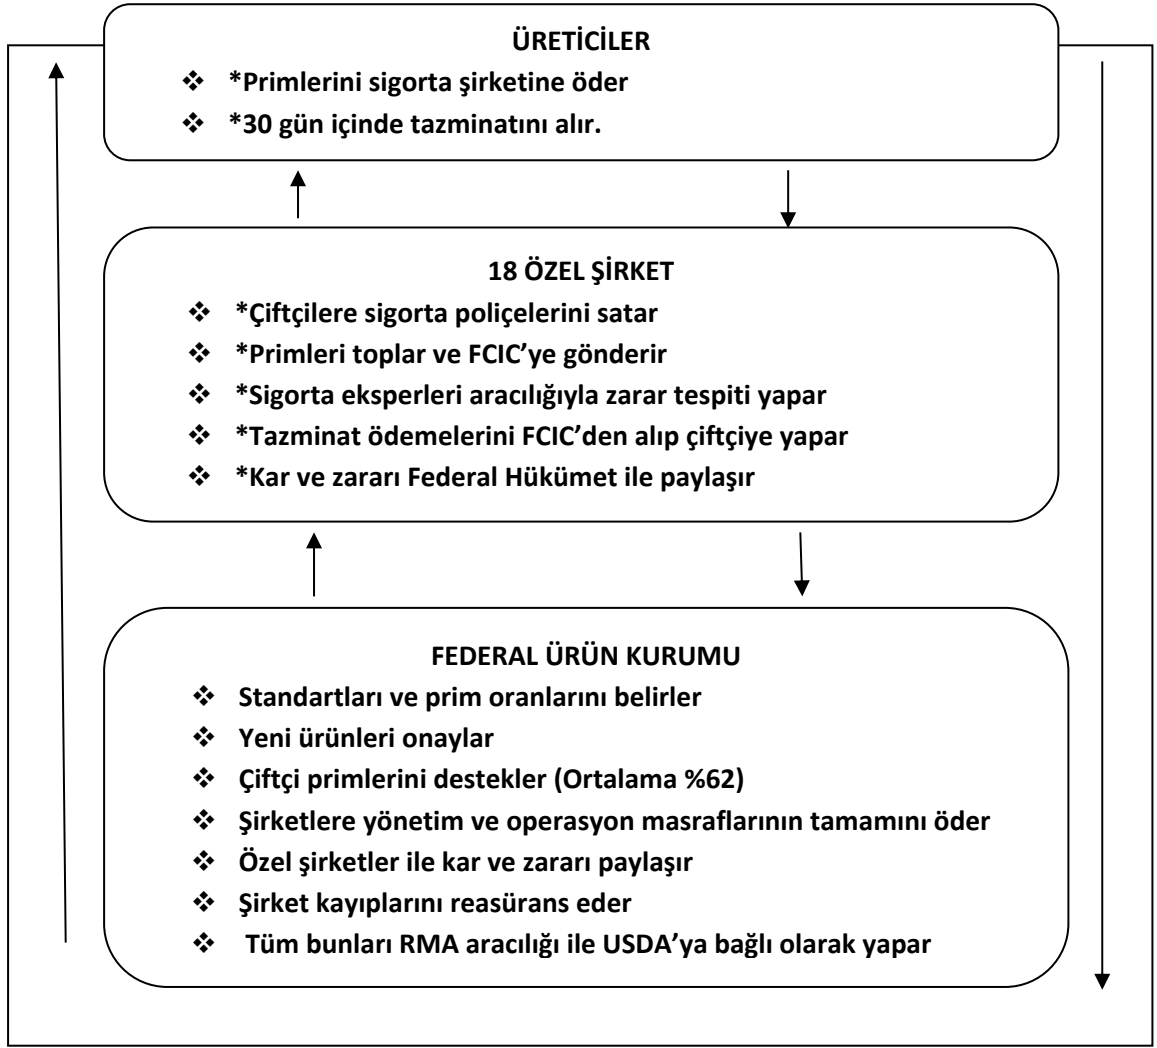 ÜRETİCİLER
❖ *Primlerini sigorta şirketine öder
❖ *30 gün içinde tazminatını alır.
18 ÖZEL ŞİRKET
❖ *Çiftçilere sigorta poliçelerini satar
❖ *Primleri toplar ve FCIC’ye gönderir
❖ *Sigorta eksperleri aracılığıyla zarar tespiti yapar
❖ *Tazminat ödemelerini FCIC’den alıp çiftçiye yapar
❖ *Kar ve zararı Federal Hükümet ile paylaşır
FEDERAL ÜRÜN KURUMU
❖ Standartları ve prim oranlarını belirler
❖ Yeni ürünleri onaylar
❖ Çiftçi primlerini destekler (Ortalama %62)
❖ Şirketlere yönetim ve operasyon masraflarının tamamını öder
❖ Özel şirketler ile kar ve zararı paylaşır
❖ Şirket kayıplarını reasürans eder
❖ Tüm bunları RMA aracılığı ile USDA’ya bağlı olarak yapar